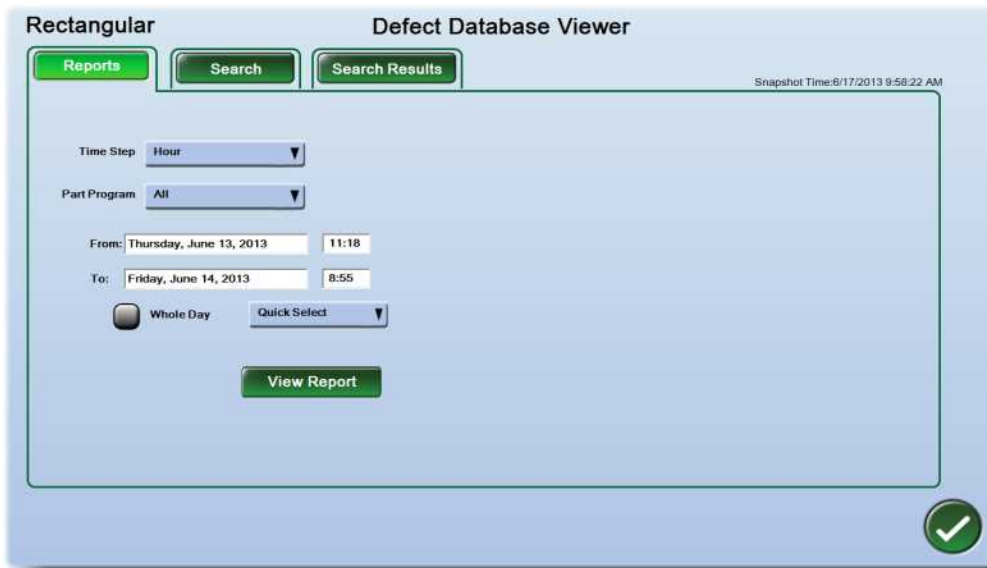 Rectangular
Defect Database Viewer
Reports
Search
Search Results
Snapshot Time:6/17/2013 9:58:22 AM
Time Step Hour
Part Program All
From: Thursday, June 13, 2013 11:18
To: Friday, June 14, 2013 8:55
Whole Day Quick Select
View Report